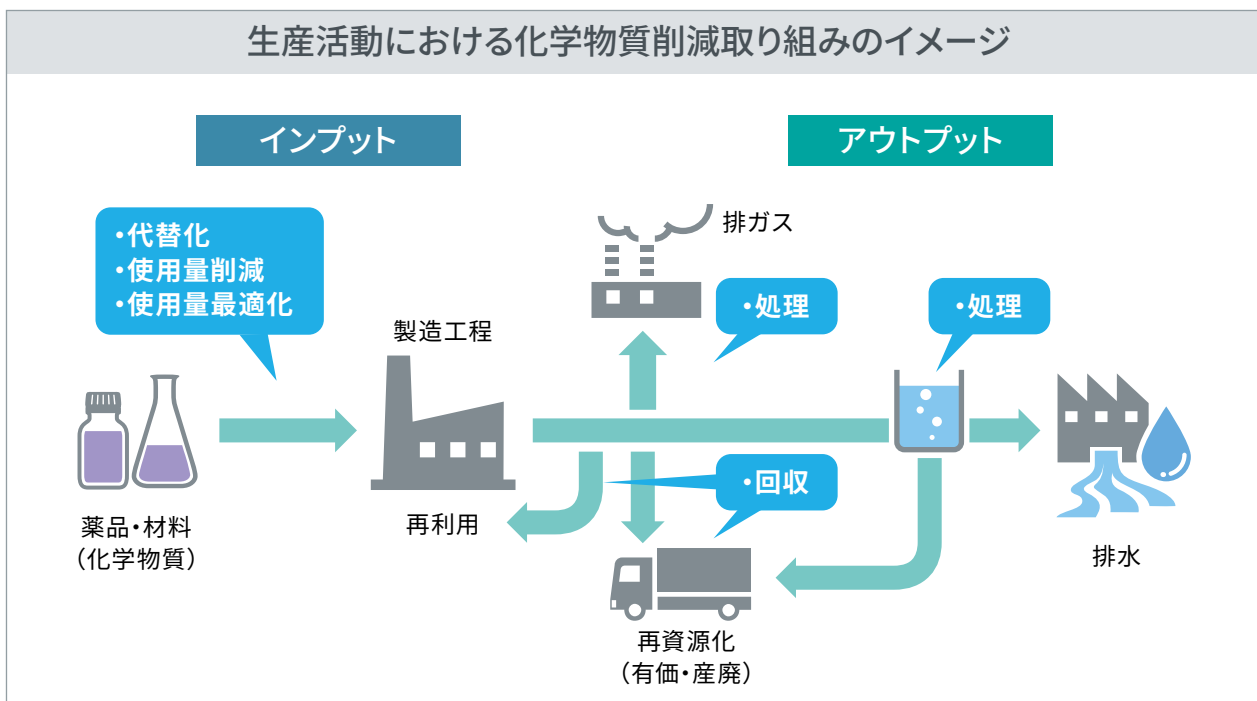 生産活動における化学物質削減取り組みのイメージ
インプット
アウトプット
・代替化
・使用量削減
・使用量最適化
排ガス
・処理
・処理
製造工程
・回収
薬品・材料
（化学物質）
再利用
排水
再資源化
（有価・産廃）